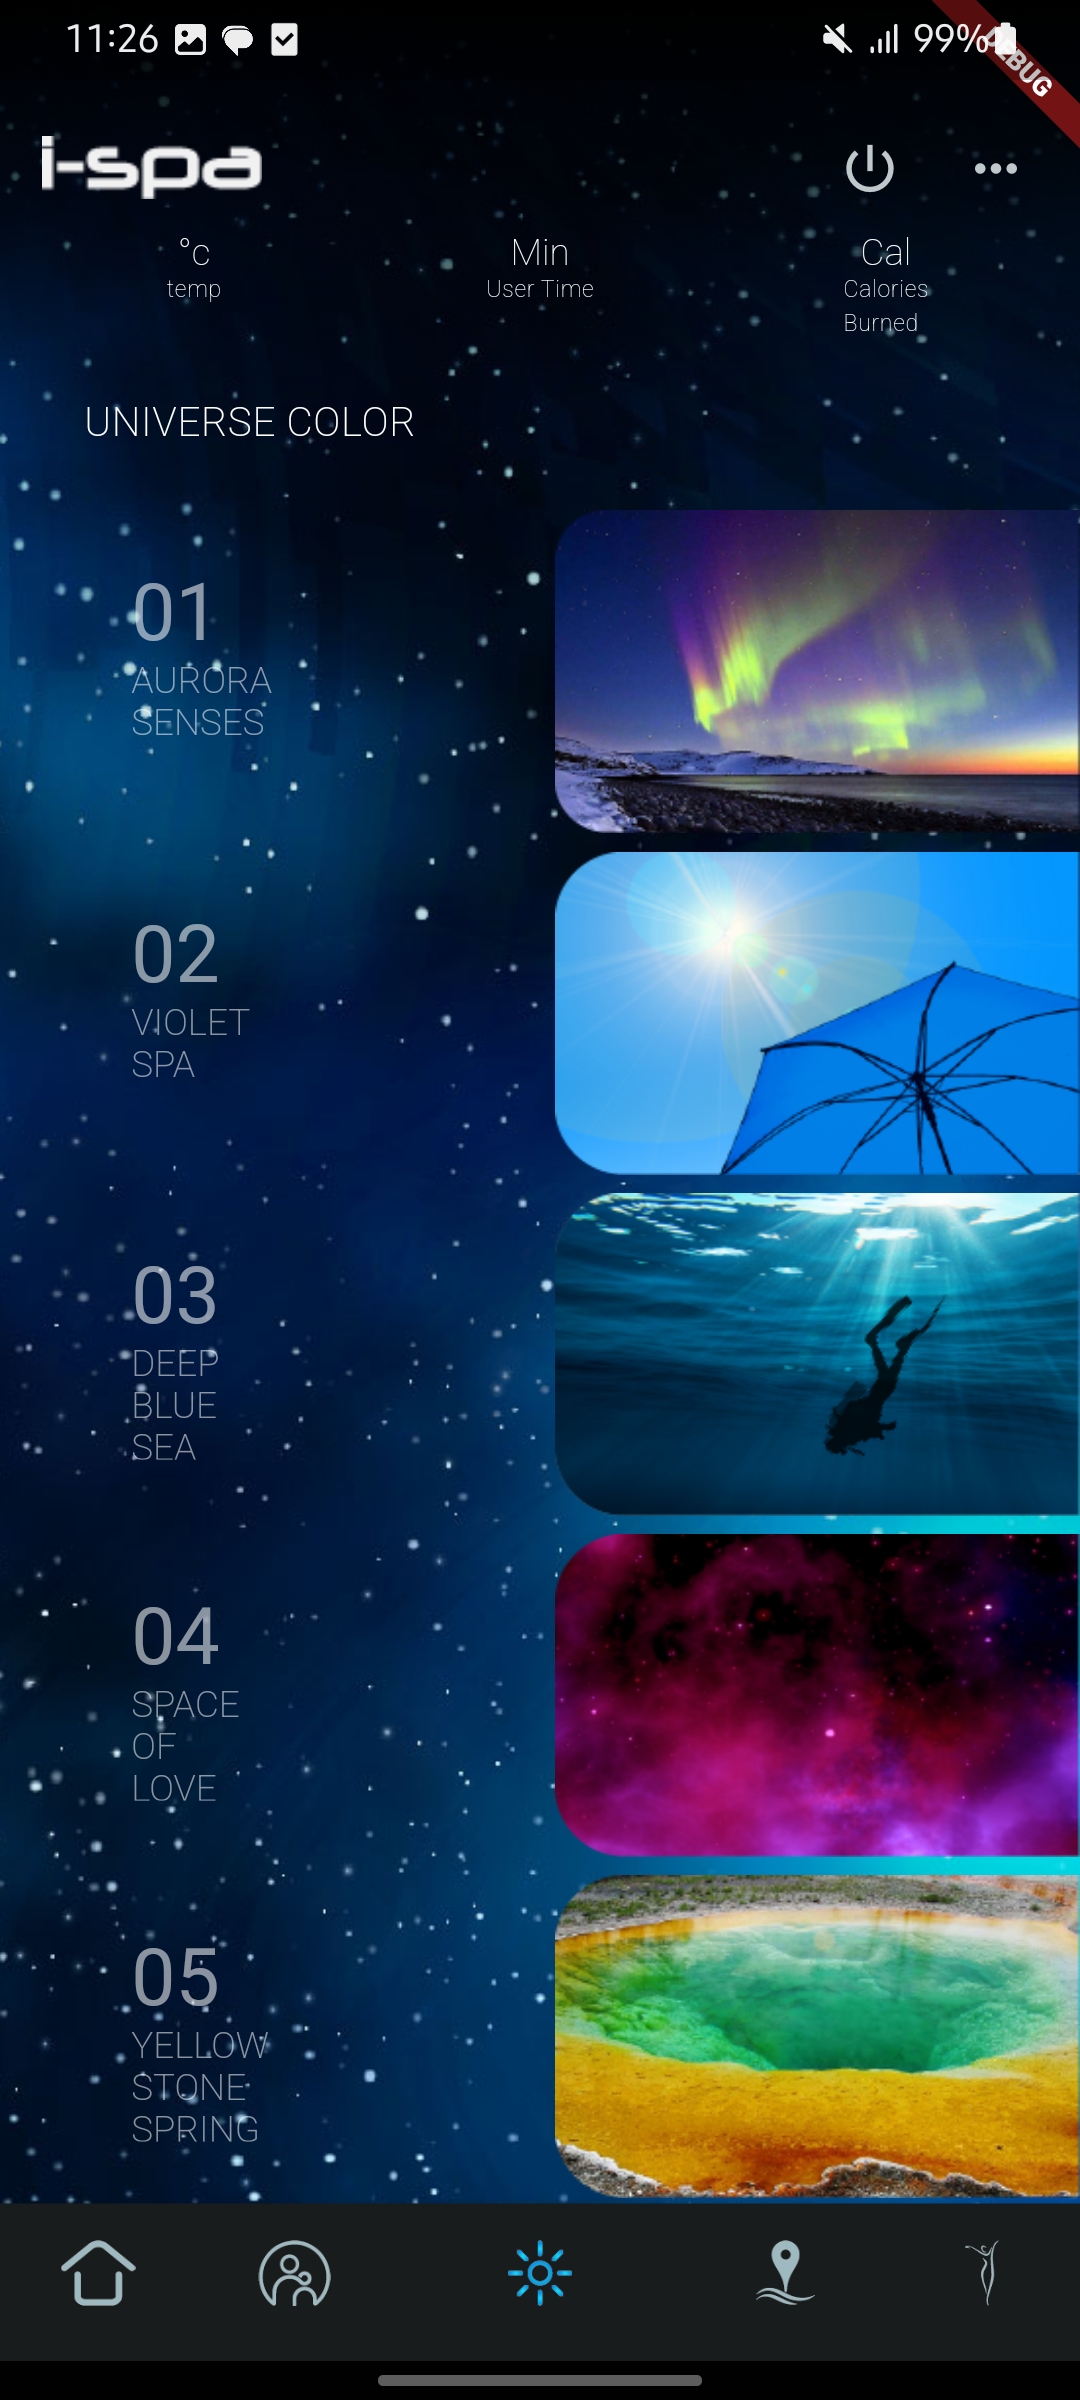 11:26
99%
DEBUG
i-spa
°c
temp
Min
User Time
Cal
Calories
Burned
UNIVERSE COLOR
01
AURORA
SENSES
02
VIOLET
SPA
03
DEEP
BLUE
SEA
04
SPACE
OF
LOVE
05
YELLOW
STONE
SPRING